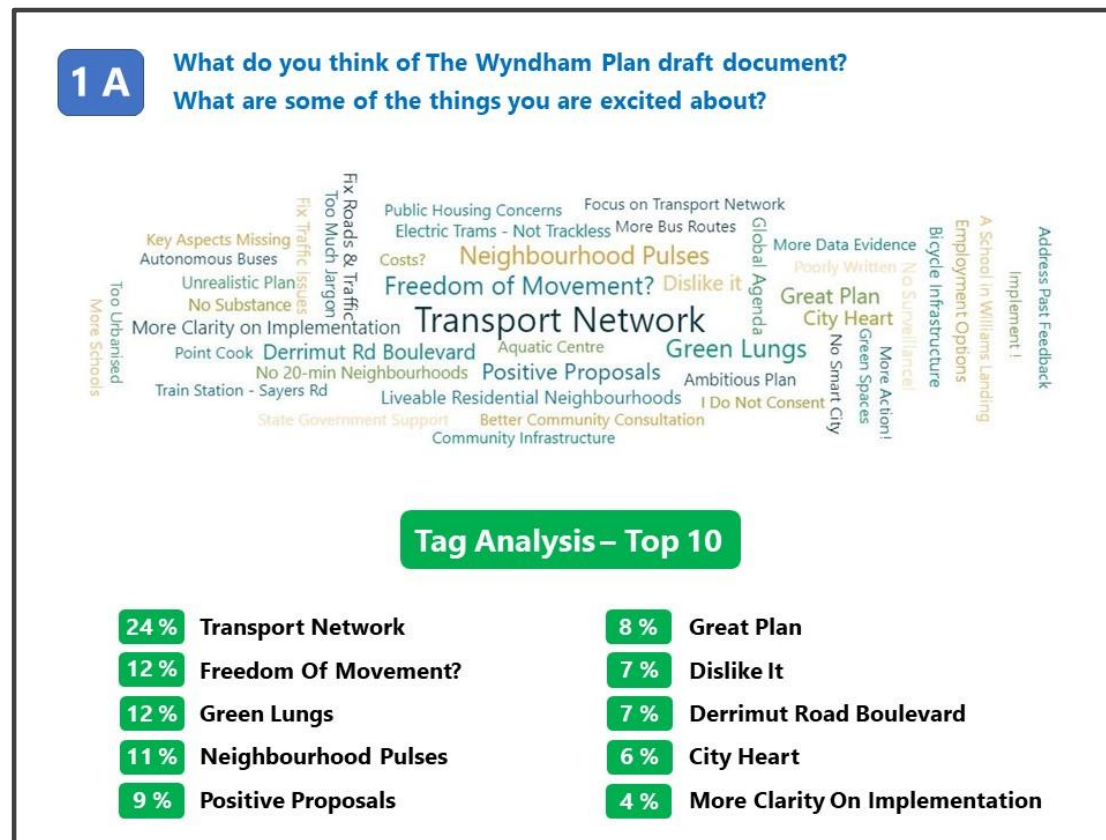 1 A
What do you think of The Wyndham Plan draft document?
What are some of the things you are excited about?
Fix Roads & Traffic
Too Much Jargon
Fix Traffic Issues
Public Housing Concerns
Focus on Transport Network
Electric Trams - Not Trackless
More Bus Routes
Key Aspects Missing
Autonomous Buses
Costs?
Neighbourhood Pulses
Global Agenda
More Data Evidence
Unrealistic Plan
Freedom of Movement?
Dislike it
Poorly Written
No Surveillance!
No Substance
Great Plan
City Heart
More Clarity on Implementation
Transport Network
Too Urbanised
More Schools
Point Cook
Derrimut Rd Boulevard
Aquatic Centre
Green Lungs
No 20-min Neighbourhoods
Positive Proposals
Ambitious Plan
Train Station - Sayers Rd
Liveable Residential Neighbourhoods
I Do Not Consent
State Government Support
Better Community Consultation
Community Infrastructure
No Smart City
Green Spaces
More Action!
Bicycle Infrastructure
Employment Options
A School in Williams Landing
Implement !
Address Past Feedback
Tag Analysis – Top 10
24 % Transport Network
12 % Freedom Of Movement?
12 % Green Lungs
11 % Neighbourhood Pulses
9 % Positive Proposals
8 % Great Plan
7 % Dislike It
7 % Derrimut Road Boulevard
6 % City Heart
4 % More Clarity On Implementation